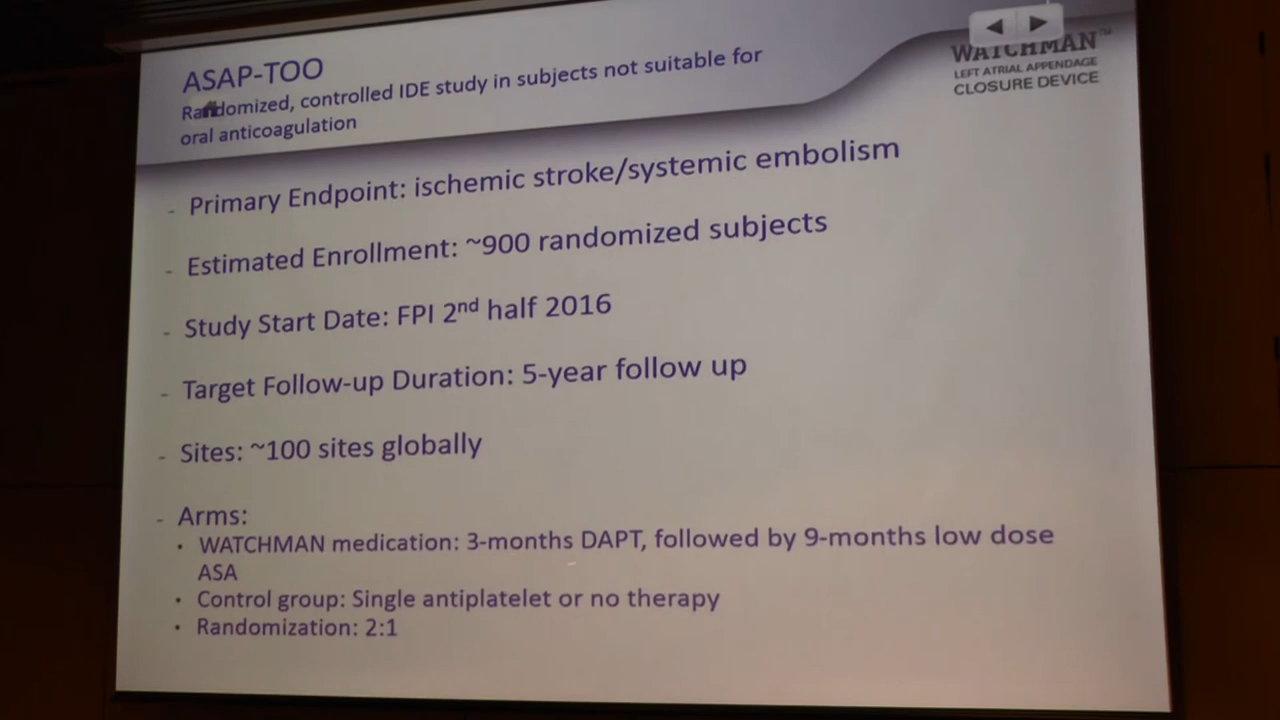 ASAP-TOO
Randomized, controlled IDE study in subjects not suitable for
oral anticoagulation
WATCHMAN™
LEFT ATRIAL APPENDAGE
CLOSURE DEVICE
- Primary Endpoint: ischemic stroke/systemic embolism
- Estimated Enrollment: ~900 randomized subjects
- Study Start Date: FPI 2nd half 2016
- Target Follow-up Duration: 5-year follow up
- Sites: ~100 sites globally
- Arms:
• WATCHMAN medication: 3-months DAPT, followed by 9-months low dose
ASA
• Control group: Single antiplatelet or no therapy
• Randomization: 2:1